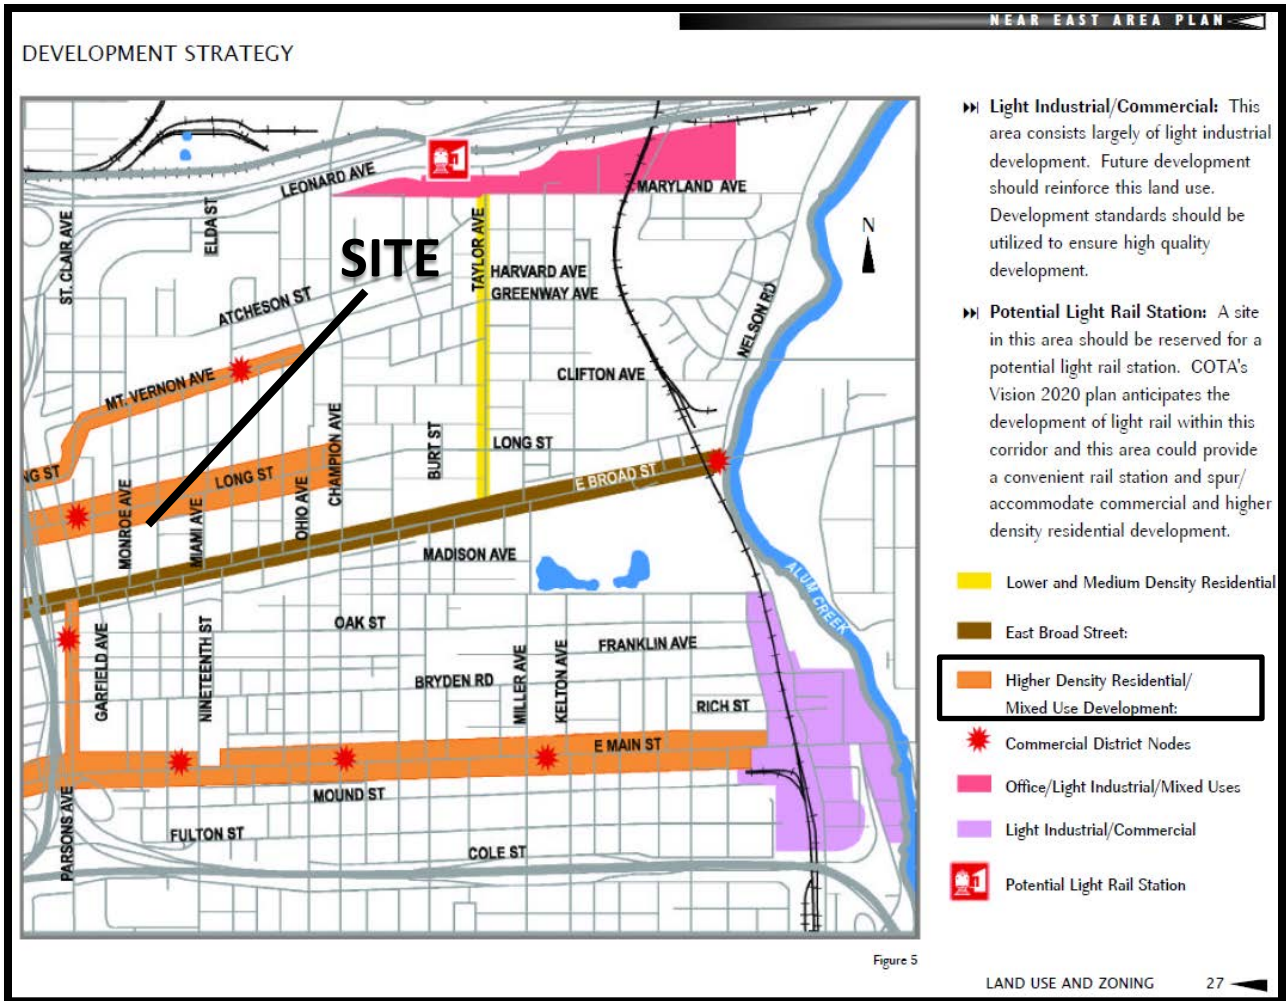 NEAR EAST AREA PLAN
DEVELOPMENT STRATEGY
LEONARD AVE
MARYLAND AVE
ST. CLAIR AVE
ELDA ST
TAYLOR AVE
N
SITE
HARVARD AVE
GREENWAY AVE
ATCHESON ST
NELSON RD
MT. VERNON AVE
CLIFTON AVE
CHAMPION AVE
BURT ST
LONG ST
NG ST
LONG ST
E BROAD ST
MONROE AVE
MIAMI AVE
OHIO AVE
MADISON AVE
ALUM CREEK
OAK ST
FRANKLIN AVE
GARFIELD AVE
NINETEENTH ST
BRYDEN RD
MILLER AVE
KELTON AVE
RICH ST
E MAIN ST
MOUND ST
PARSONS AVE
FULTON ST
COLE ST
Light Industrial/Commercial: This
area consists largely of light industrial
development. Future development
should reinforce this land use.
Development standards should be
utilized to ensure high quality
development.
Potential Light Rail Station: A site
in this area should be reserved for a
potential light rail station. COTA's
Vision 2020 plan anticipates the
development of light rail within this
corridor and this area could provide
a convenient rail station and spur/
accommodate commercial and higher
density residential development.
Lower and Medium Density Residential
East Broad Street:
Higher Density Residential/
Mixed Use Development:
Commercial District Nodes
Office/Light Industrial/Mixed Uses
Light Industrial/Commercial
Potential Light Rail Station
Figure 5
LAND USE AND ZONING 27